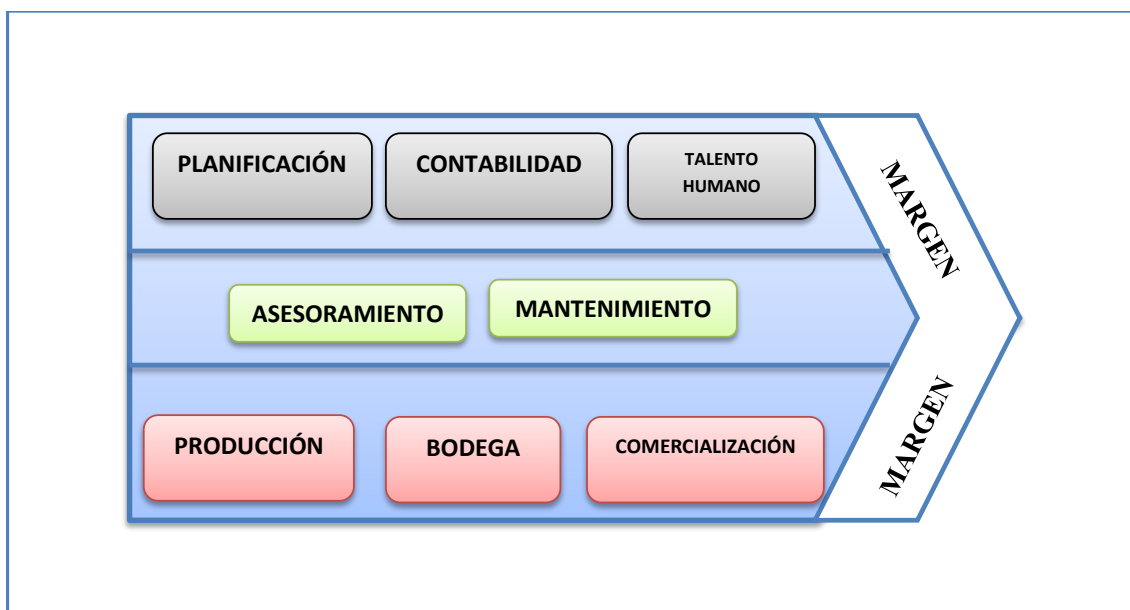 PLANIFICACIÓN
CONTABILIDAD
TALENTO
HUMANO
MARGEN
ASESORAMIENTO
MANTENIMIENTO
PRODUCCIÓN
BODEGA
COMERCIALIZACIÓN
MARGEN